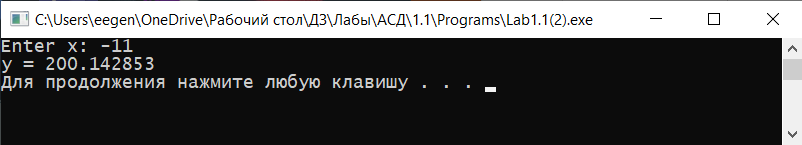 C:\Users\eegen\OneDrive\Рабочий стол\ДЗ\Лабы\АСД\1.1\Programs\Lab1.1(2).exe
Enter x: -11
y = 200.142853
Для продолжения нажмите любую клавишу . . .